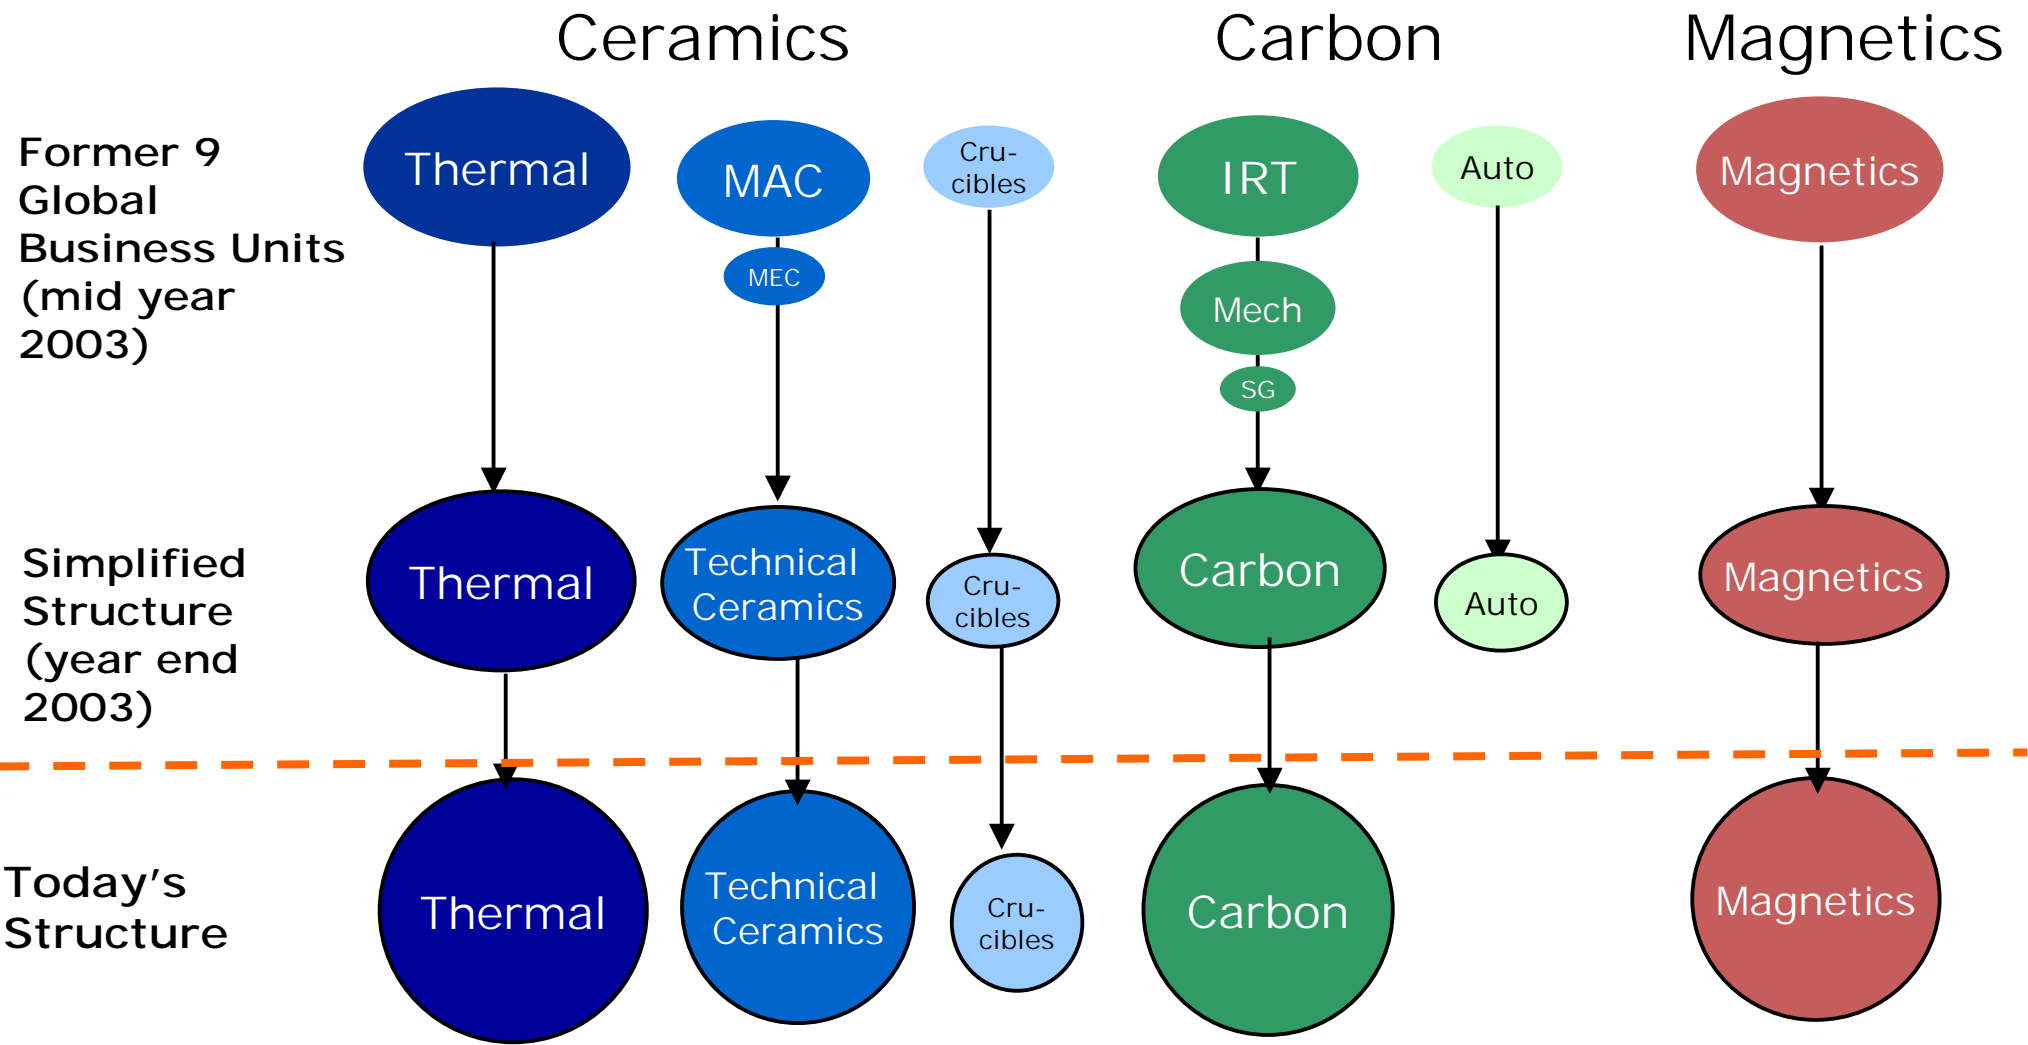 Ceramics
Carbon
Magnetics
Former 9
Global
Business Units
(mid year
2003)
Thermal
MAC
MEC
Cru-
cibles
IRT
Mech
SG
Auto
Magnetics
Simplified
Structure
(year end
2003)
Thermal
Technical
Ceramics
Cru-
cibles
Carbon
Auto
Magnetics
Today's
Structure
Thermal
Technical
Ceramics
Cru-
cibles
Carbon
Magnetics